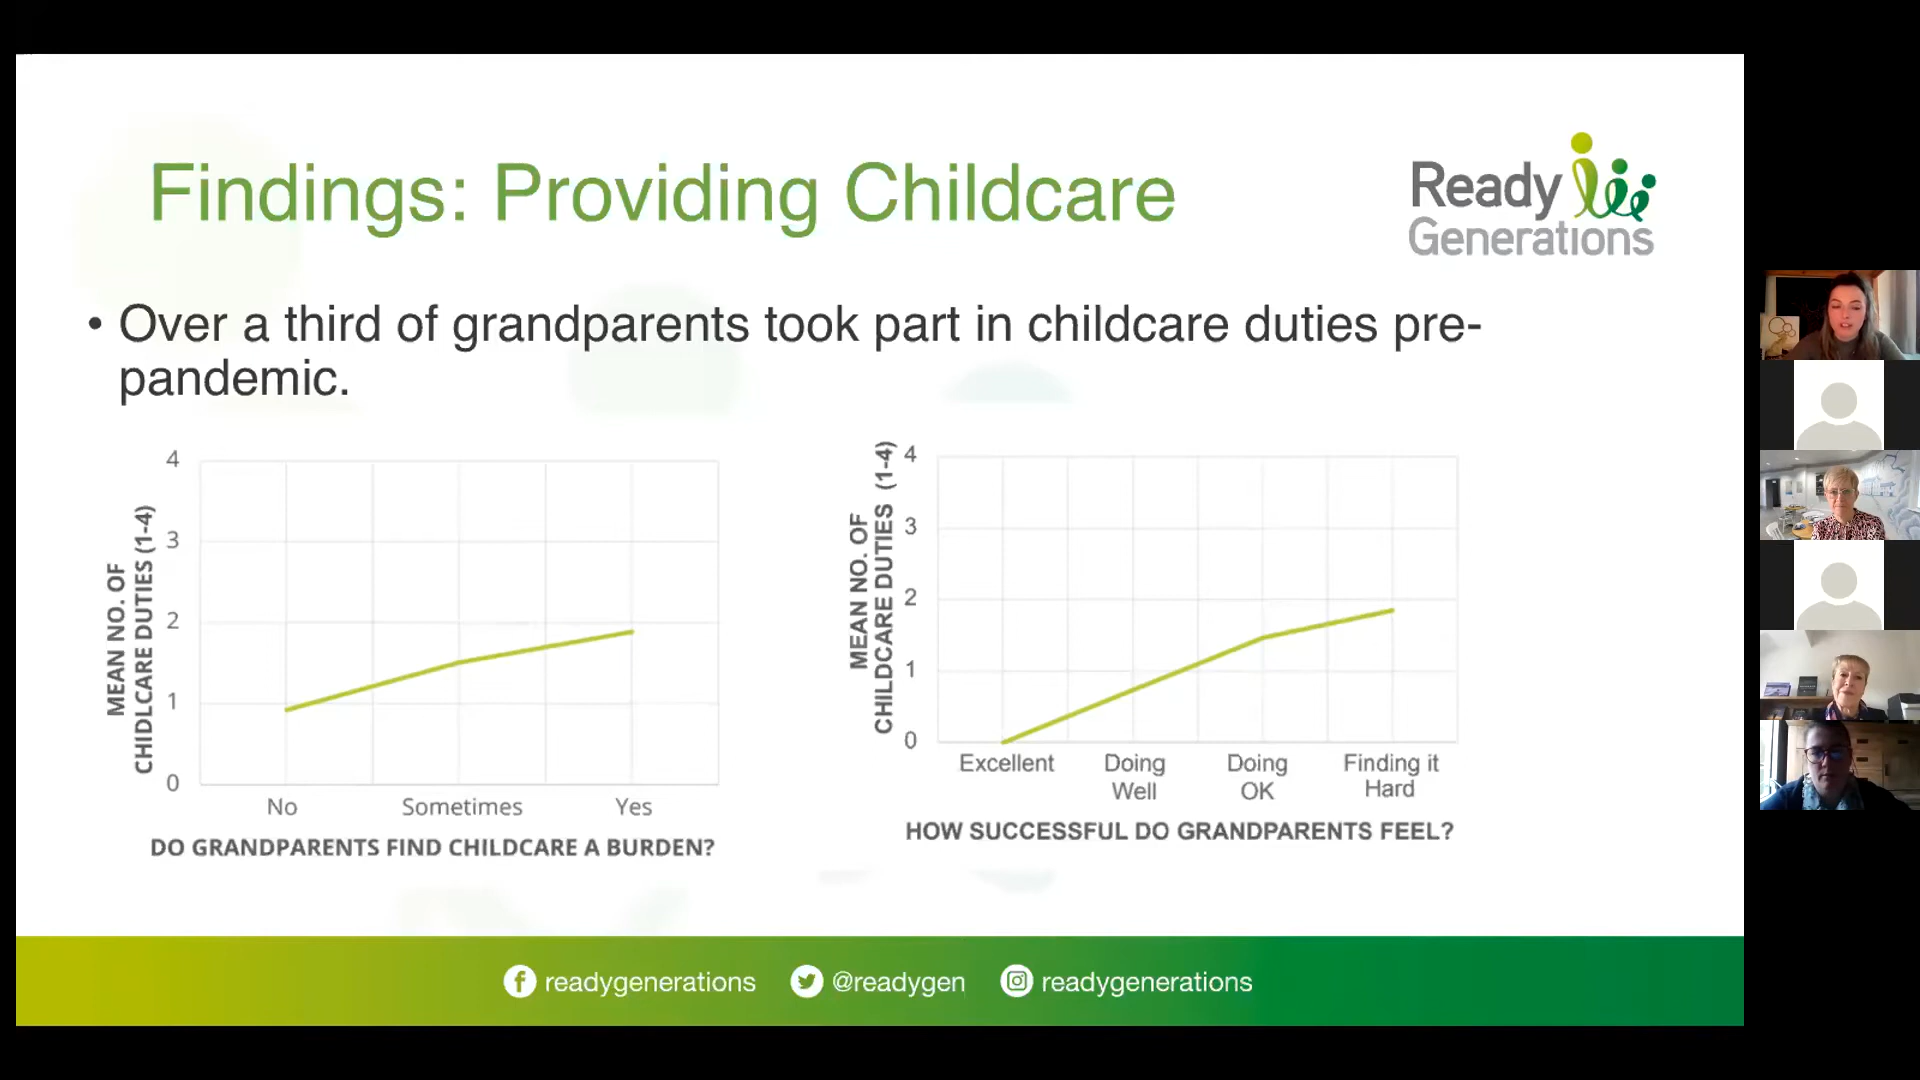 Findings: Providing Childcare
Ready
Generations
• Over a third of grandparents took part in childcare duties pre-
pandemic.
MEAN NO. OF
CHIDLCARE DUTIES (1-4)
4
3
2
1
0
No Sometimes Yes
DO GRANDPARENTS FIND CHILDCARE A BURDEN?
MEAN NO. OF
CHILDCARE DUTIES (1-4)
4
3
2
1
0
Excellent Doing Doing Finding it
Well OK Hard
HOW SUCCESSFUL DO GRANDPARENTS FEEL?
readygenerations @readygen readygenerations